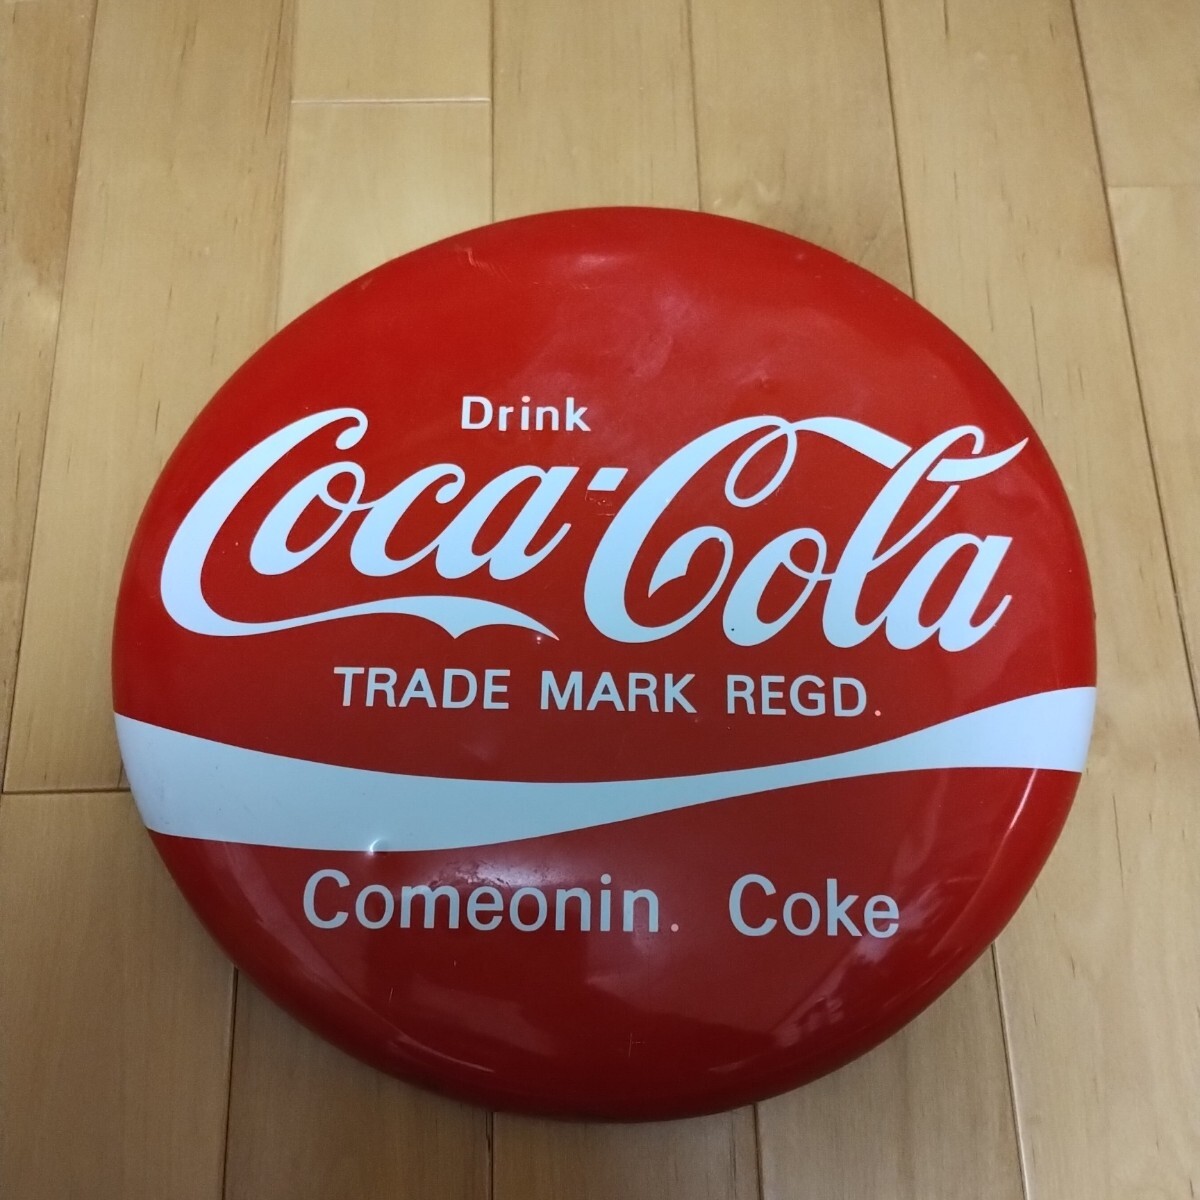 Drink
Coca-Cola
TRADE MARK REGD.
Comeonin. Coke